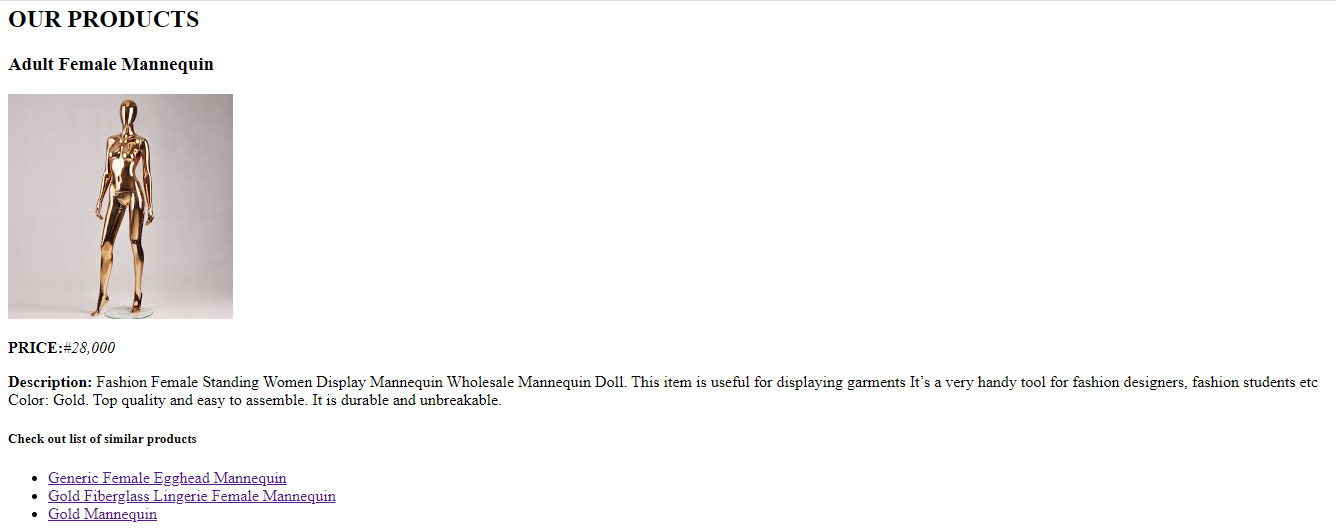 OUR PRODUCTS
Adult Female Mannequin
PRICE:#28,000
Description: Fashion Female Standing Women Display Mannequin Wholesale Mannequin Doll. This item is useful for displaying garments It’s a very handy tool for fashion designers, fashion students etc
Color: Gold. Top quality and easy to assemble. It is durable and unbreakable.
Check out list of similar products
Generic Female Egghead Mannequin
Gold Fiberglass Lingerie Female Mannequin
Gold Mannequin